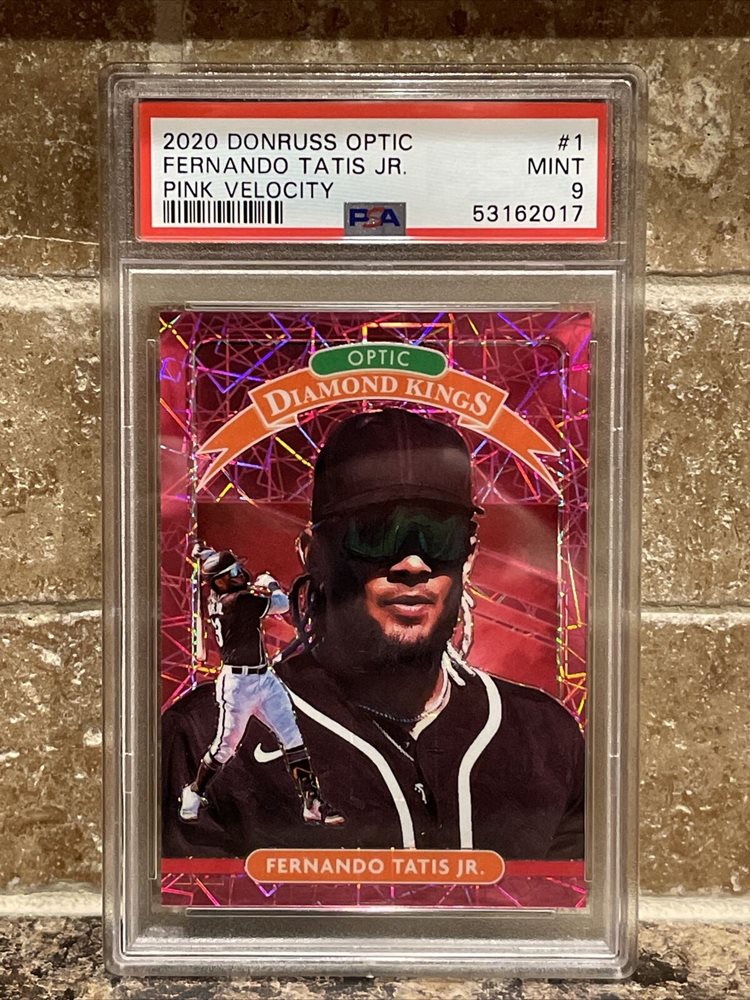 2020 DONRUSS OPTIC #1
FERNANDO TATIS JR. MINT
PINK VELOCITY 9
PSA 53162017
OPTIC
DIAMOND KINGS
3
FERNANDO TATIS JR.